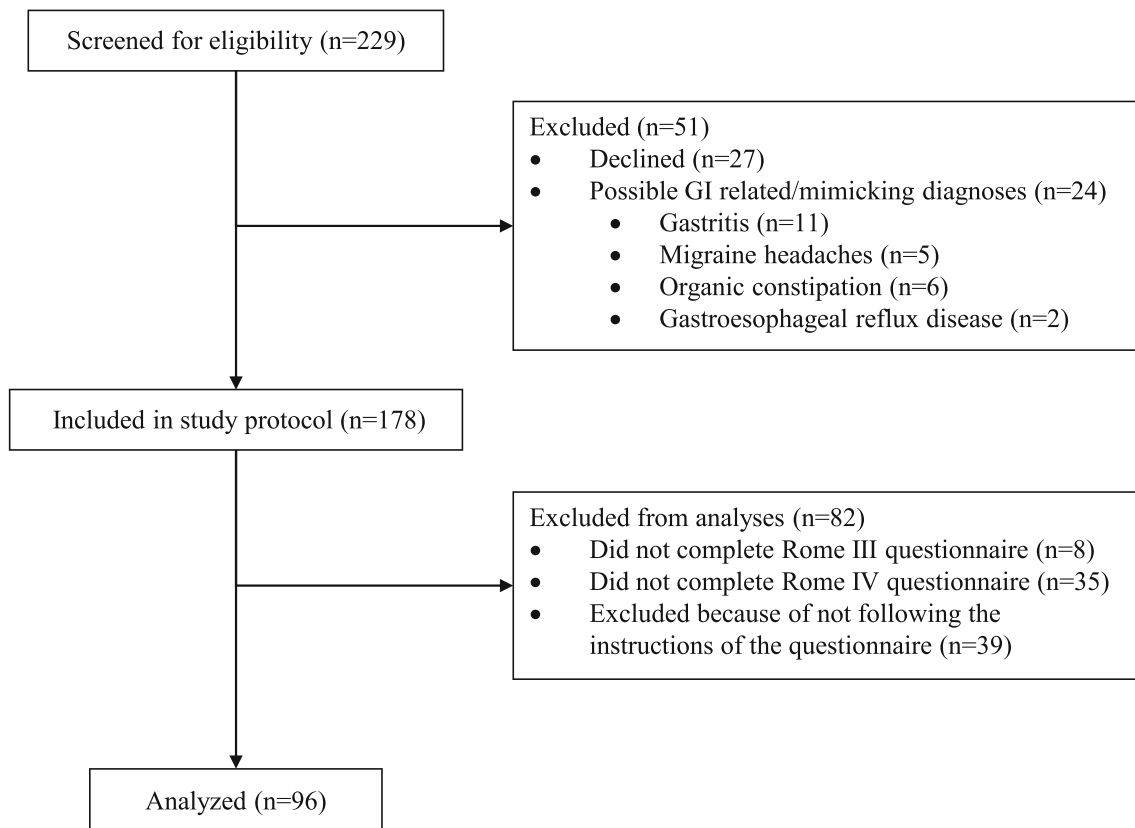 Screened for eligibility (n=229)
Excluded (n=51)
• Declined (n=27)
• Possible GI related/mimicking diagnoses (n=24)
• Gastritis (n=11)
• Migraine headaches (n=5)
• Organic constipation (n=6)
• Gastroesophageal reflux disease (n=2)
Included in study protocol (n=178)
Excluded from analyses (n=82)
• Did not complete Rome III questionnaire (n=8)
• Did not complete Rome IV questionnaire (n=35)
• Excluded because of not following the
instructions of the questionnaire (n=39)
Analyzed (n=96)